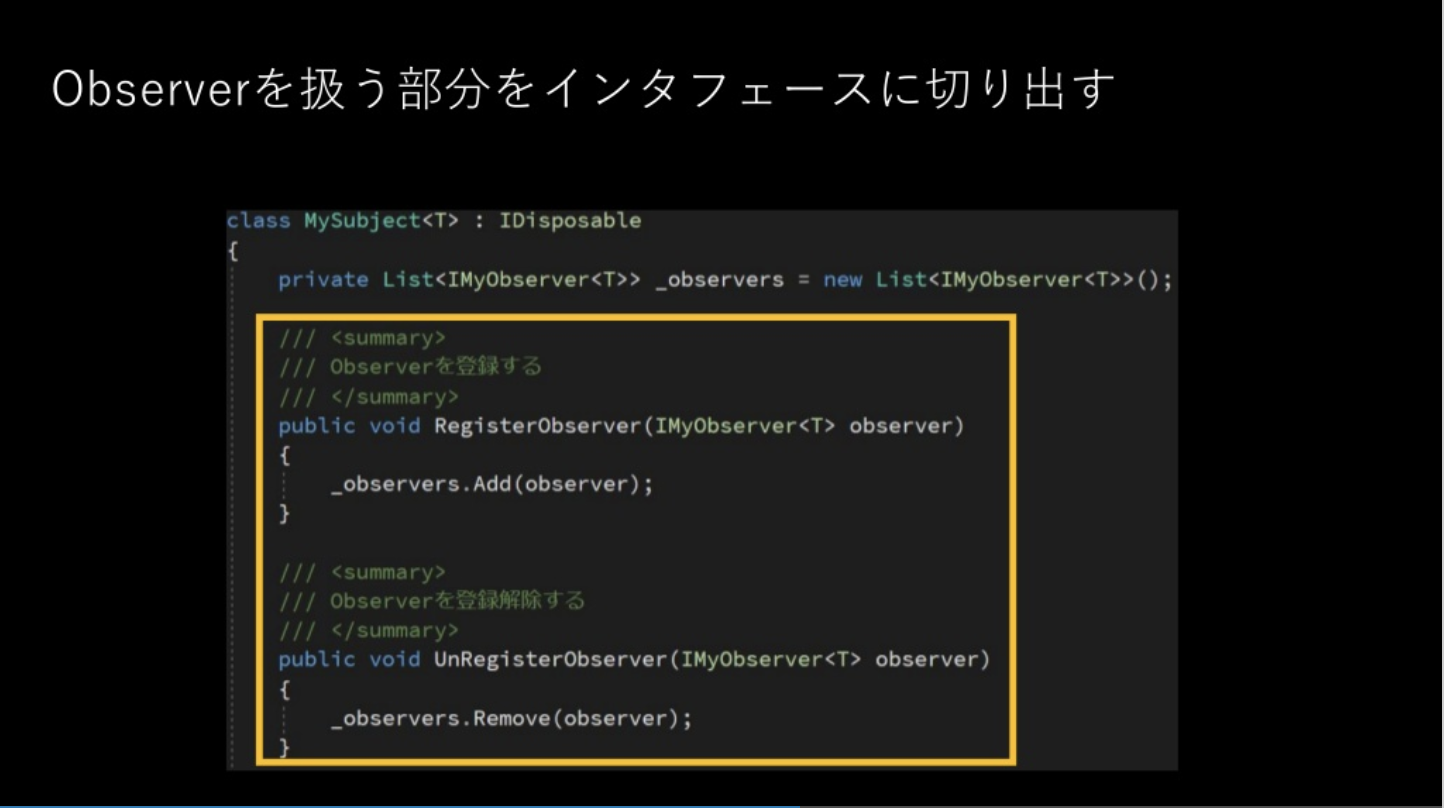 Observerを扱う部分をインタフェースに切り出す
class MySubject<T> : IDisposable
{
private List<IMyObserver<T>> _observers = new List<IMyObserver<T>>();
/// <summary>
/// Observerを登録する
/// </summary>
public void RegisterObserver(IMyObserver<T> observer)
{
_observers.Add(observer);
}
/// <summary>
/// Observerを登録解除する
/// </summary>
public void UnRegisterObserver(IMyObserver<T> observer)
{
_observers.Remove(observer);
}